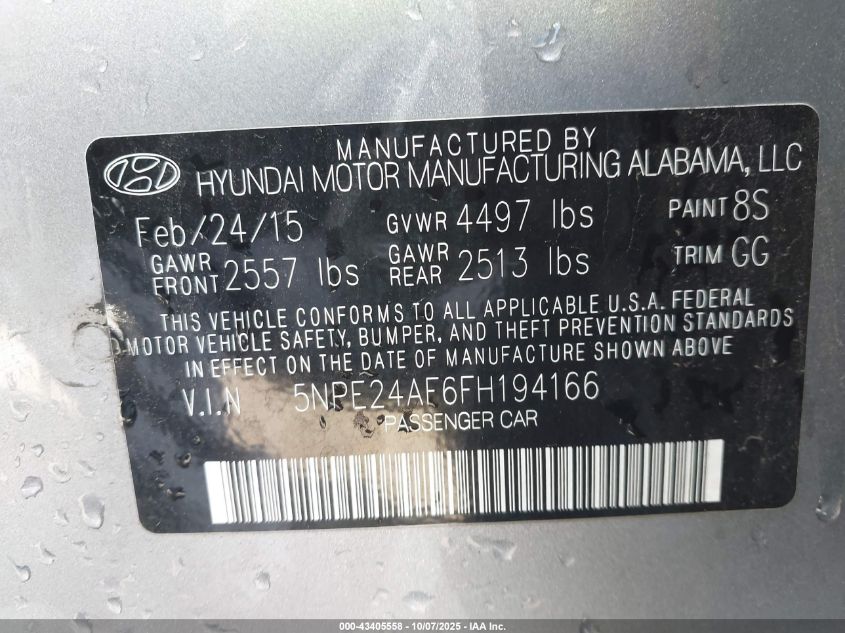 MANUFACTURED BY
HYUNDAI MOTOR MANUFACTURING ALABAMA, LLC
Feb/24/15 GVWR 4497 lbs PAINT 8S
GAWR FRONT 2557 lbs GAWR REAR 2513 lbs TRIM GG
THIS VEHICLE CONFORMS TO ALL APPLICABLE U.S.A. FEDERAL
MOTOR VEHICLE SAFETY, BUMPER, AND THEFT PREVENTION STANDARDS
IN EFFECT ON THE DATE OF MANUFACTURE SHOWN ABOVE
V.I.N 5NPE24AF6FH194166
PASSENGER CAR
000-43405558 - 10/07/2025 - IAA Inc.